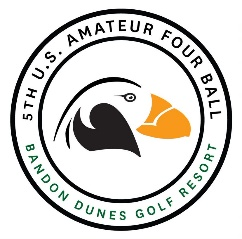 5TH U.S. AMATEUR FOUR BALL
BANDON DUNES GOLF RESORT